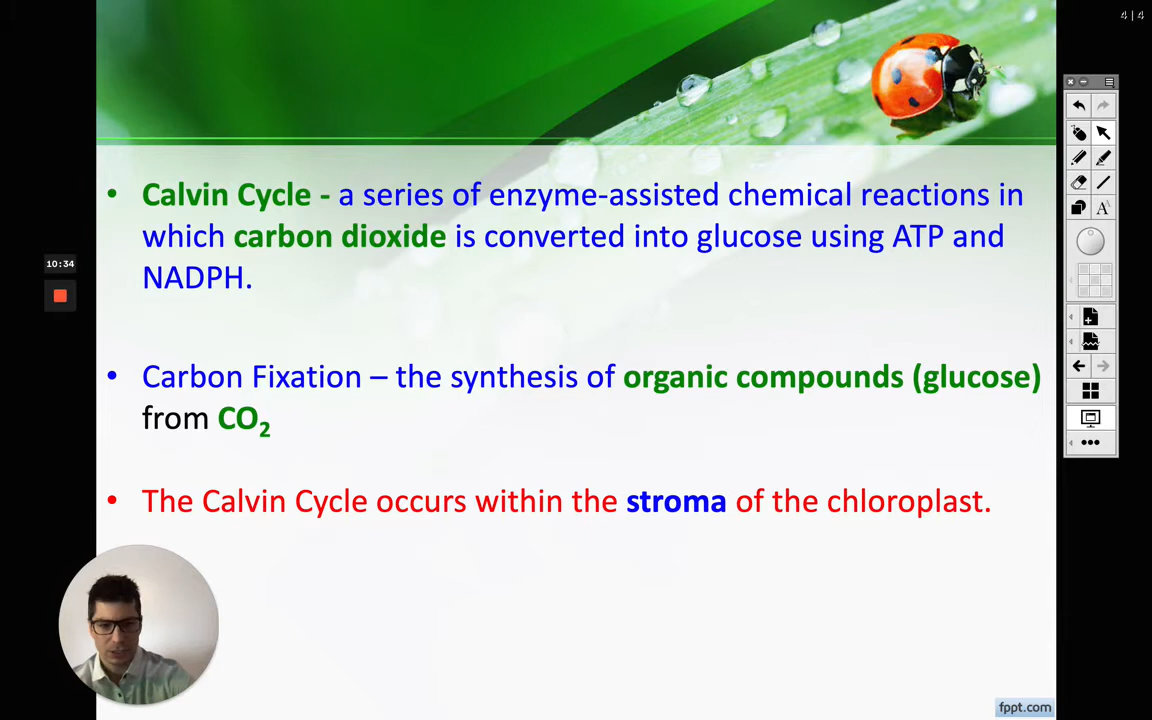 4 | 4
• Calvin Cycle - a series of enzyme-assisted chemical reactions in
which carbon dioxide is converted into glucose using ATP and
NADPH.
10:34
• Carbon Fixation – the synthesis of organic compounds (glucose)
from CO₂
• The Calvin Cycle occurs within the stroma of the chloroplast.
A
fppt.com